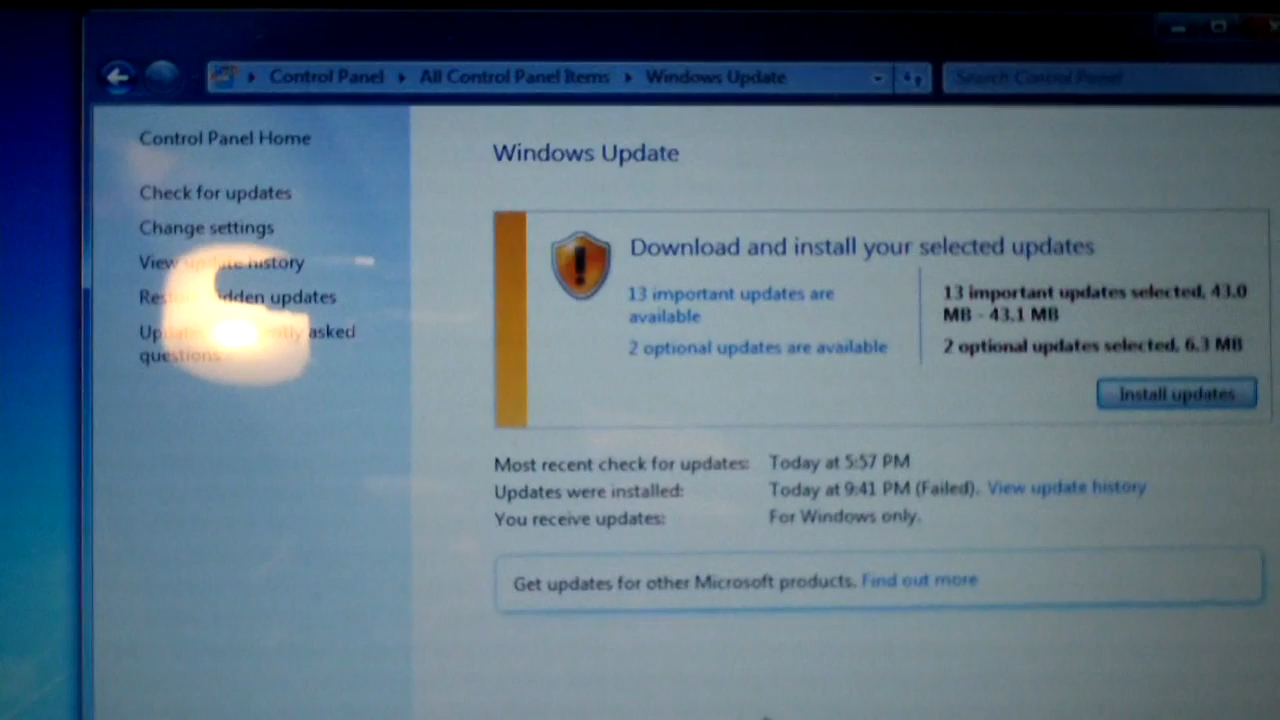 Control Panel All Control Panel Items Windows Update Search Control Panel
Control Panel Home
Check for updates
Change settings
View update history
hidden updates
asked
questions
Windows Update
Download and install your selected updates
13 important updates are
available
2 optional updates are available
13 important updates selected, 43.0
MB - 43.1 MB
2 optional updates selected, 6.3 MB
Install updates
Most recent check for updates: Today at 5:57 PM
Updates were installed: Today at 9:41 PM (Failed). View update history
You receive updates: For Windows only.
Get updates for other Microsoft products. Find out more